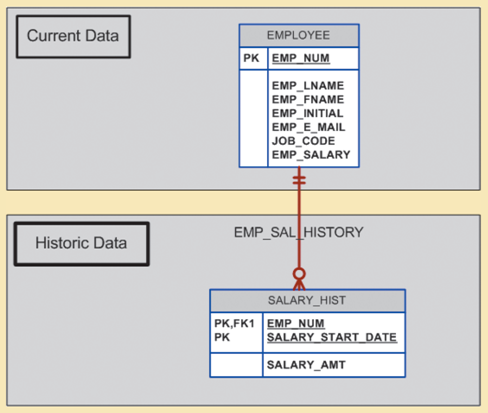 Current Data
EMPLOYEE
PK EMP_NUM
EMP_LNAME
EMP_FNAME
EMP_INITIAL
EMP_E_MAIL
JOB_CODE
EMP_SALARY
Historic Data
EMP_SAL_HISTORY
SALARY_HIST
PK,FK1 EMP_NUM
PK SALARY_START_DATE
SALARY_AMT